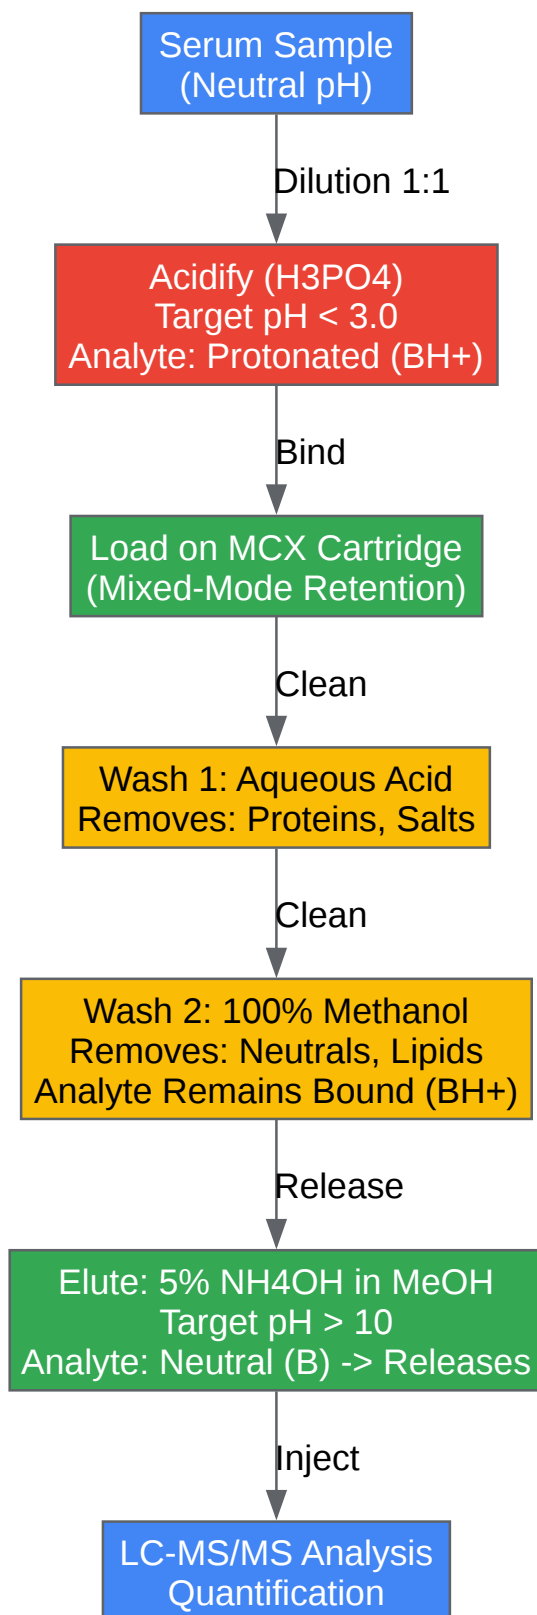 Serum Sample
(Neutral pH)
Dilution 1:1
Acidify (H3PO4)
Target pH < 3.0
Analyte: Protonated (BH+)
Bind
Load on MCX Cartridge
(Mixed-Mode Retention)
Clean
Wash 1: Aqueous Acid
Removes: Proteins, Salts
Clean
Wash 2: 100% Methanol
Removes: Neutrals, Lipids
Analyte Remains Bound (BH+)
Release
Elute: 5% NH4OH in MeOH
Target pH > 10
Analyte: Neutral (B) -> Releases
Inject
LC-MS/MS Analysis
Quantification